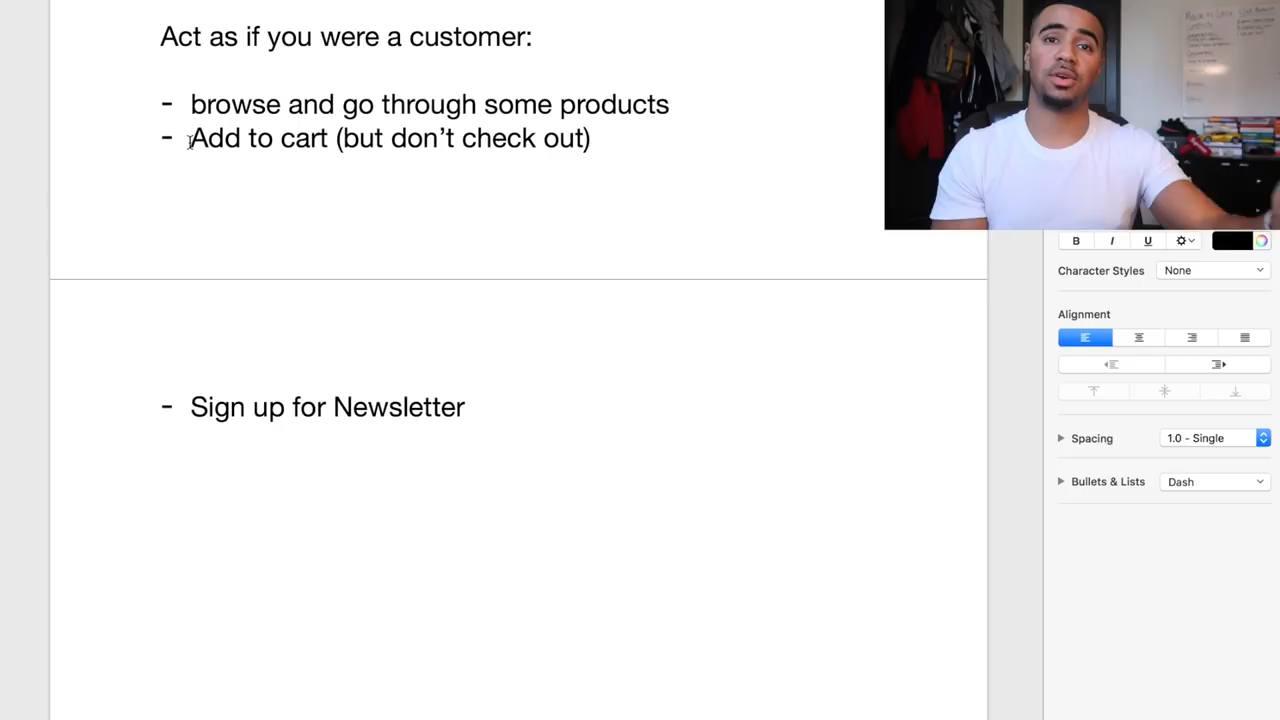 Act as if you were a customer:
- browse and go through some products
- Add to cart (but don't check out)
- Sign up for Newsletter
B I U
Character Styles None
Alignment
Spacing 1.0 - Single
Bullets & Lists Dash